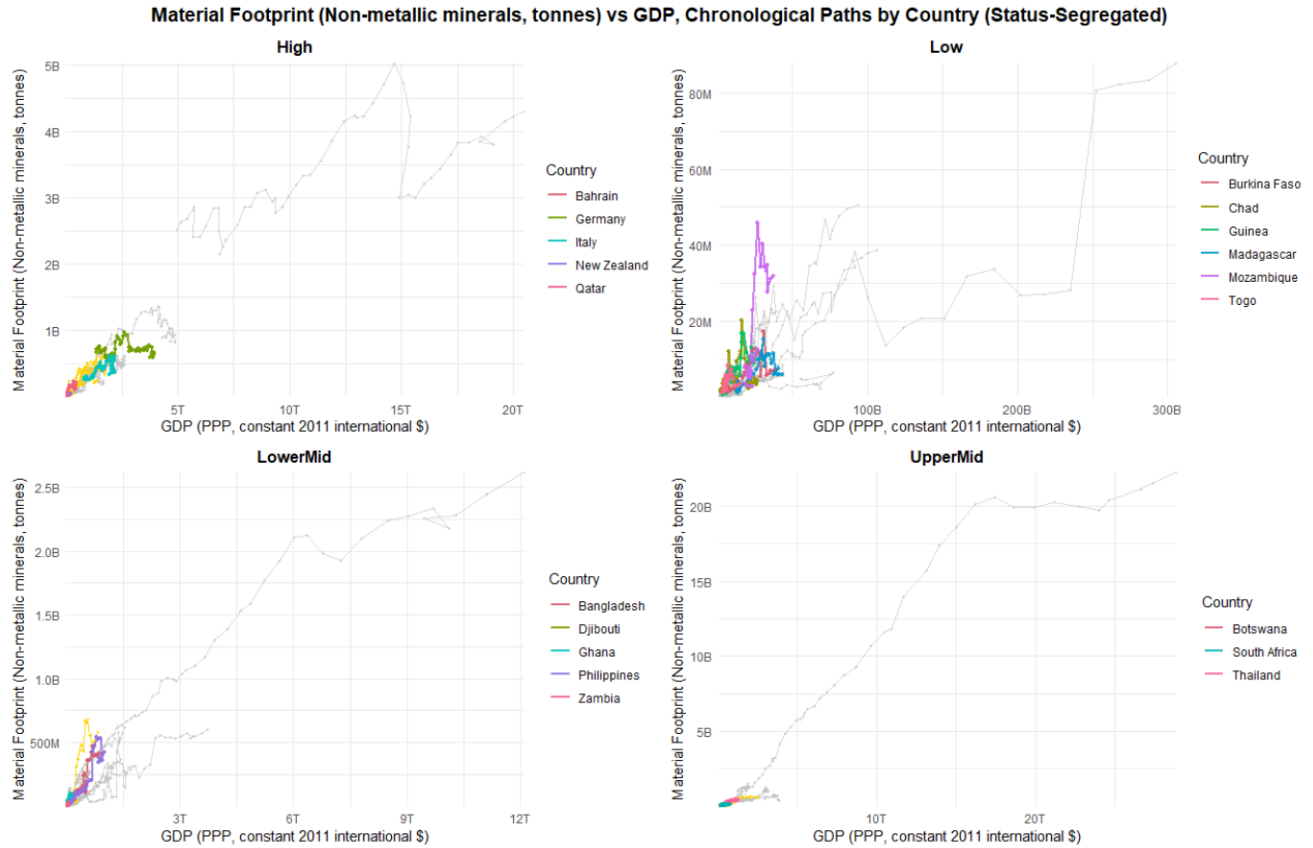 Material Footprint (Non-metallic minerals, tonnes) vs GDP, Chronological Paths by Country (Status-Segregated)
High
Material Footprint (Non-metallic minerals, tonnes)
5B
4B
3B
2B
1B
5T
10T
15T
20T
GDP (PPP, constant 2011 international $)
Country
Bahrain
Germany
Italy
New Zealand
Qatar
Low
Material Footprint (Non-metallic minerals, tonnes)
80M
60M
40M
20M
100B
200B
300B
GDP (PPP, constant 2011 international $)
Country
Burkina Faso
Chad
Guinea
Madagascar
Mozambique
Togo
LowerMid
Material Footprint (Non-metallic minerals, tonnes)
2.5B
2.0B
1.5B
1.0B
500M
3T
6T
9T
12T
GDP (PPP, constant 2011 international $)
Country
Bangladesh
Djibouti
Ghana
Philippines
Zambia
UpperMid
Material Footprint (Non-metallic minerals, tonnes)
20B
15B
10B
5B
10T
20T
GDP (PPP, constant 2011 international $)
Country
Botswana
South Africa
Thailand